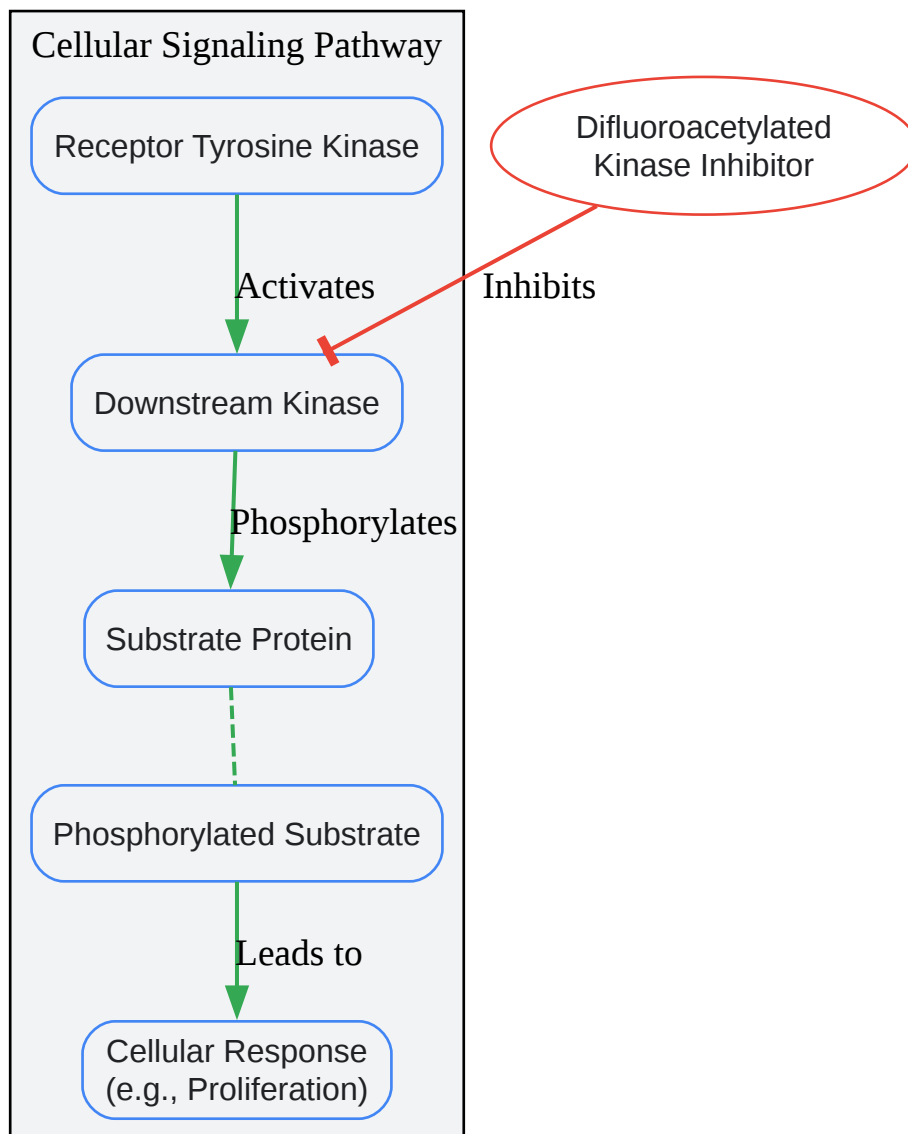 Cellular Signaling Pathway
Receptor Tyrosine Kinase
Difluoroacetylated
Kinase Inhibitor
Activates
Inhibits
Downstream Kinase
Phosphorylates
Substrate Protein
Phosphorylated Substrate
Leads to
Cellular Response
(e.g., Proliferation)